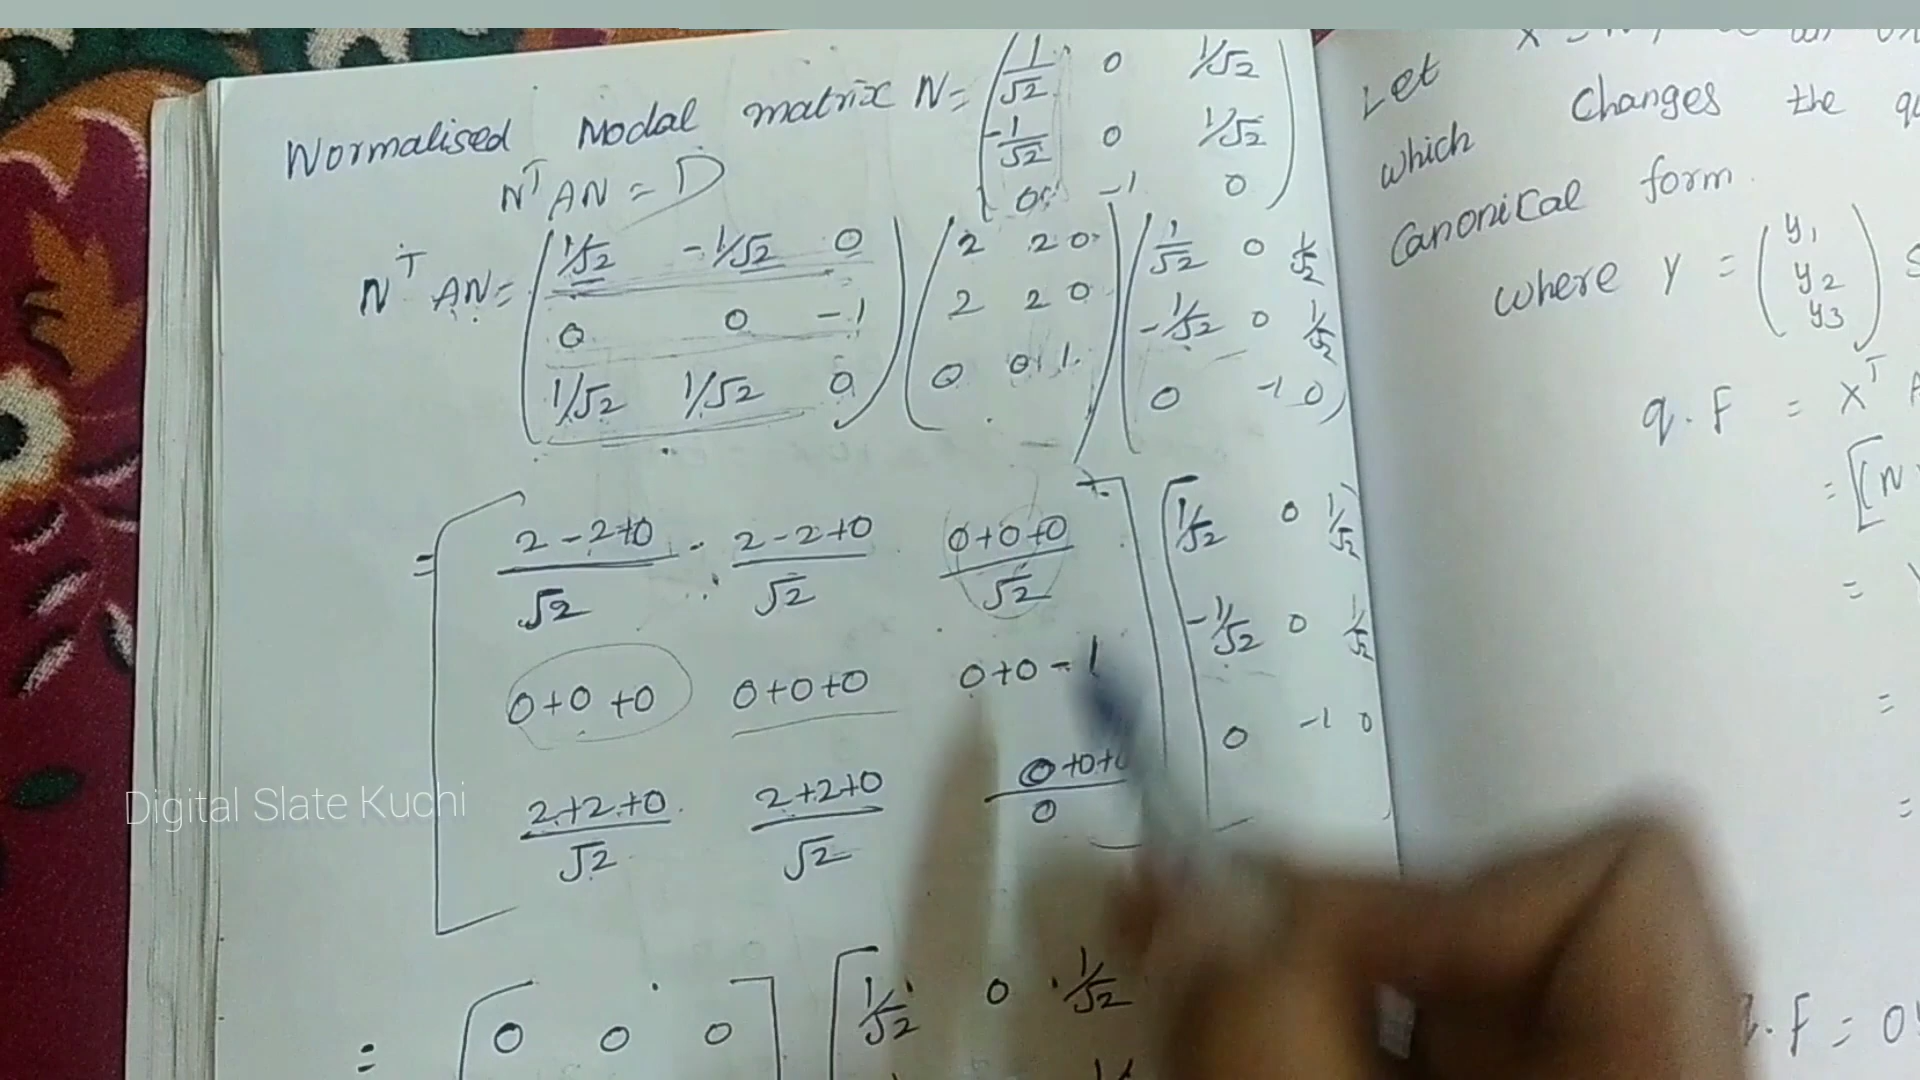 Normalised Modal matrix N = (1/√2 0 1/√2
-1/√2 0 1/√2
0 -1 0)
N^T AN = D
N^T AN = (1/√2 -1/√2 0) (2 2 0) (1/√2 0 1/√2)
0 0 -1 2 2 0 -1/√2 0 1/√2
1/√2 1/√2 0 0 0 1 0 -1 0
= [(2-2+0)/√2 (2-2+0)/√2 (0+0+0)/√2] [1/√2 0 1/√2]
0+0+0 0+0+0 0+0-1 -1/√2 0 1/√2
(2+2+0)/√2 (2+2+0)/√2 0 -1 0
Digital Slate Kuchi
= [0 0 0] [1/√2 0 1/√2
Let
which changes the
canonical form
where Y = (y1
y2
y3)
q.F = X^T
= [(N
=
=
=
F = 0